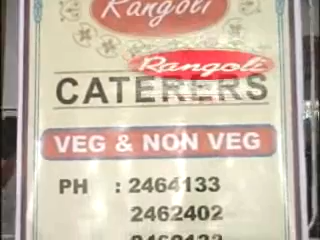 Rangoli
Rangoli
CATERERS
VEG & NON VEG
PH : 2464133
2462402